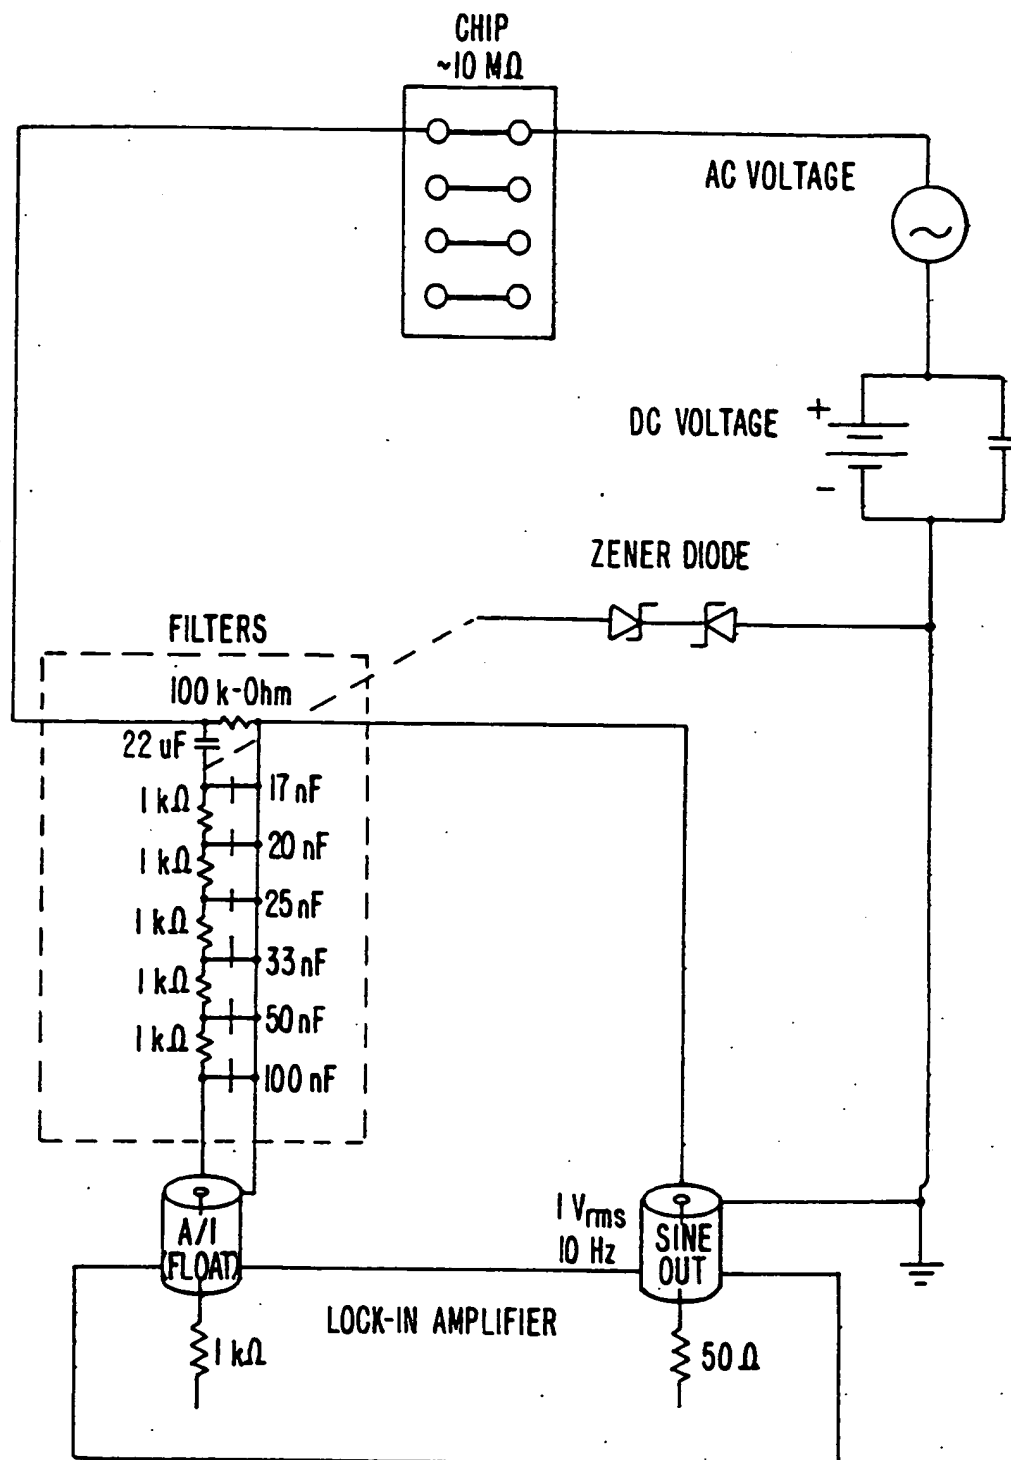 CHIP
~10 MΩ
AC VOLTAGE
DC VOLTAGE
+
-
ZENER DIODE
FILTERS
100 k-Ohm
22 uF
17 nF
1 kΩ
20 nF
1 kΩ
25 nF
1 kΩ
33 nF
1 kΩ
50 nF
1 kΩ
100 nF
A/I
(FLOAT)
1 Vrms
10 Hz
SINE
OUT
LOCK-IN AMPLIFIER
1 kΩ
50 Ω